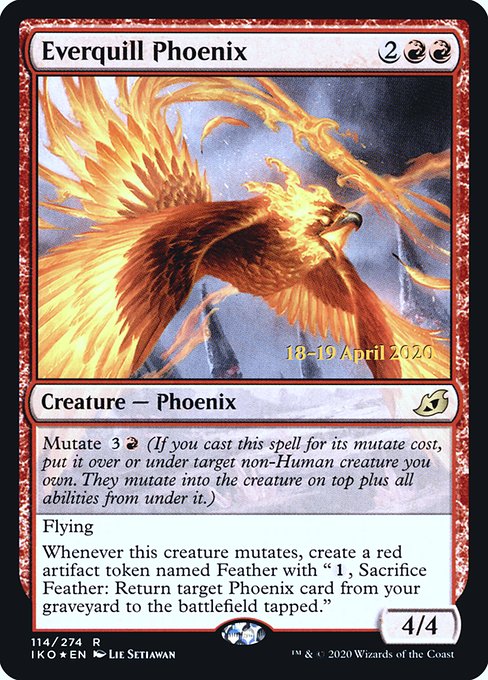 Everquill Phoenix 2
18-19 April 2020
Creature — Phoenix
Mutate 3 (If you cast this spell for its mutate cost,
put it over or under target non-Human creature you
own. They mutate into the creature on top plus all
abilities from under it.)
Flying
Whenever this creature mutates, create a red
artifact token named Feather with “ 1 , Sacrifice
Feather: Return target Phoenix card from your
graveyard to the battlefield tapped.”
4/4
114/274 R
IKO★EN Lie Setiawan
™ & © 2020 Wizards of the Coast